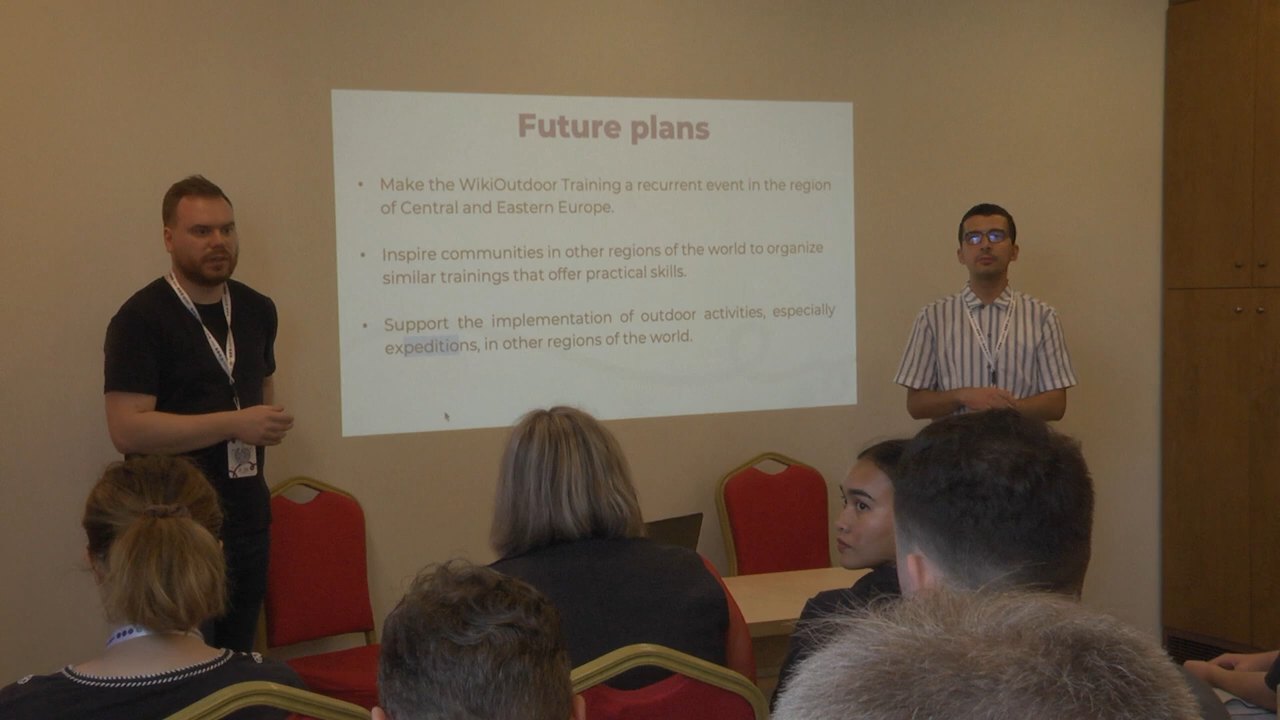 Future plans
• Make the WikiOutdoor Training a recurrent event in the region
of Central and Eastern Europe.
• Inspire communities in other regions of the world to organize
similar trainings that offer practical skills.
• Support the implementation of outdoor activities, especially
expeditions, in other regions of the world.